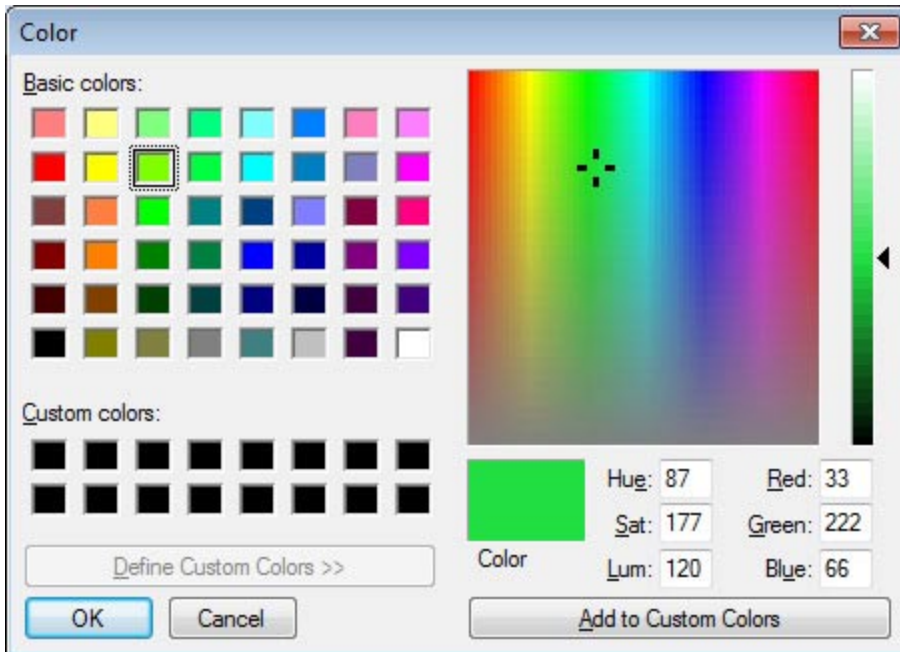 Color
Basic colors:
Custom colors:
Define Custom Colors >>
OK Cancel
Color
Hue: 87 Red: 33
Sat: 177 Green: 222
Lum: 120 Blue: 66
Add to Custom Colors